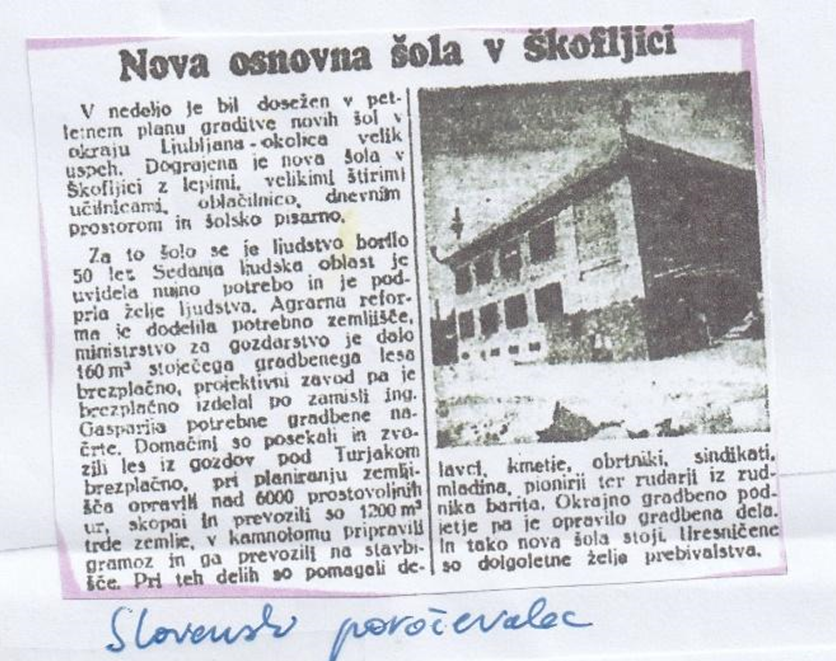 Nova osnovna šola v Škofljici
V nedeljo je bil dosežen v pet-
letnem planu graditve novih šol v
okraju Ljubljana-okolica velik
uspeh. Dograjena je nova šola v
Škofljici z lepimi, velikimi štirimi
učilnicami, oblačilnico, dnevnim
prostorom in šolsko pisarno.
Za to šolo se je ljudstvo borilo
50 let. Sedanja ljudska oblast je
uvidela nujno potrebo in je pod-
prla želje ljudstva. Agrarna refor-
ma je dodelila potrebno zemljišče,
ministrstvo za gozdarstvo je dalo
160 m³ stoječega gradbenega lesa
brezplačno, projektivni zavod pa je
brezplačno izdelal po zamisli ing.
Gasparija potrebne gradbene na-
črte. Domačini so posekali in zvo-
zili les iz gozdov pod Turjakom
brezplačno, pri planiranju zemlji-
šča opravili nad 6000 prostovoljnih
ur, skopali in prevozili so 1200 m³
trde zemlje, v kamnolomu pripravili
gramoz in ga prevozili na stavbi-
šče. Pri teh delih so pomagali de-
lavci, kmetje, obrtniki, sindikati,
mladina, pionirji ter rudarji iz rud-
nika barita. Okrajno gradbeno pod-
jetje pa je opravilo gradbena dela.
In tako nova šola stoji. Uresničene
so dolgoletne želje prebivalstva.
Slovenski poročevalec